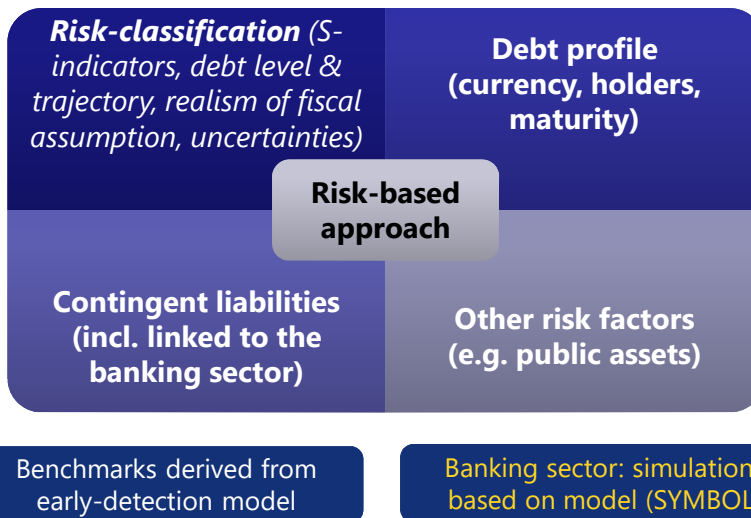 Risk-classification (S-
indicators, debt level &
trajectory, realism of fiscal
assumption, uncertainties)
Debt profile
(currency, holders,
maturity)
Risk-based
approach
Contingent liabilities
(incl. linked to the
banking sector)
Other risk factors
(e.g. public assets)
Benchmarks derived from
early-detection model
Banking sector: simulation
based on model (SYMBOL